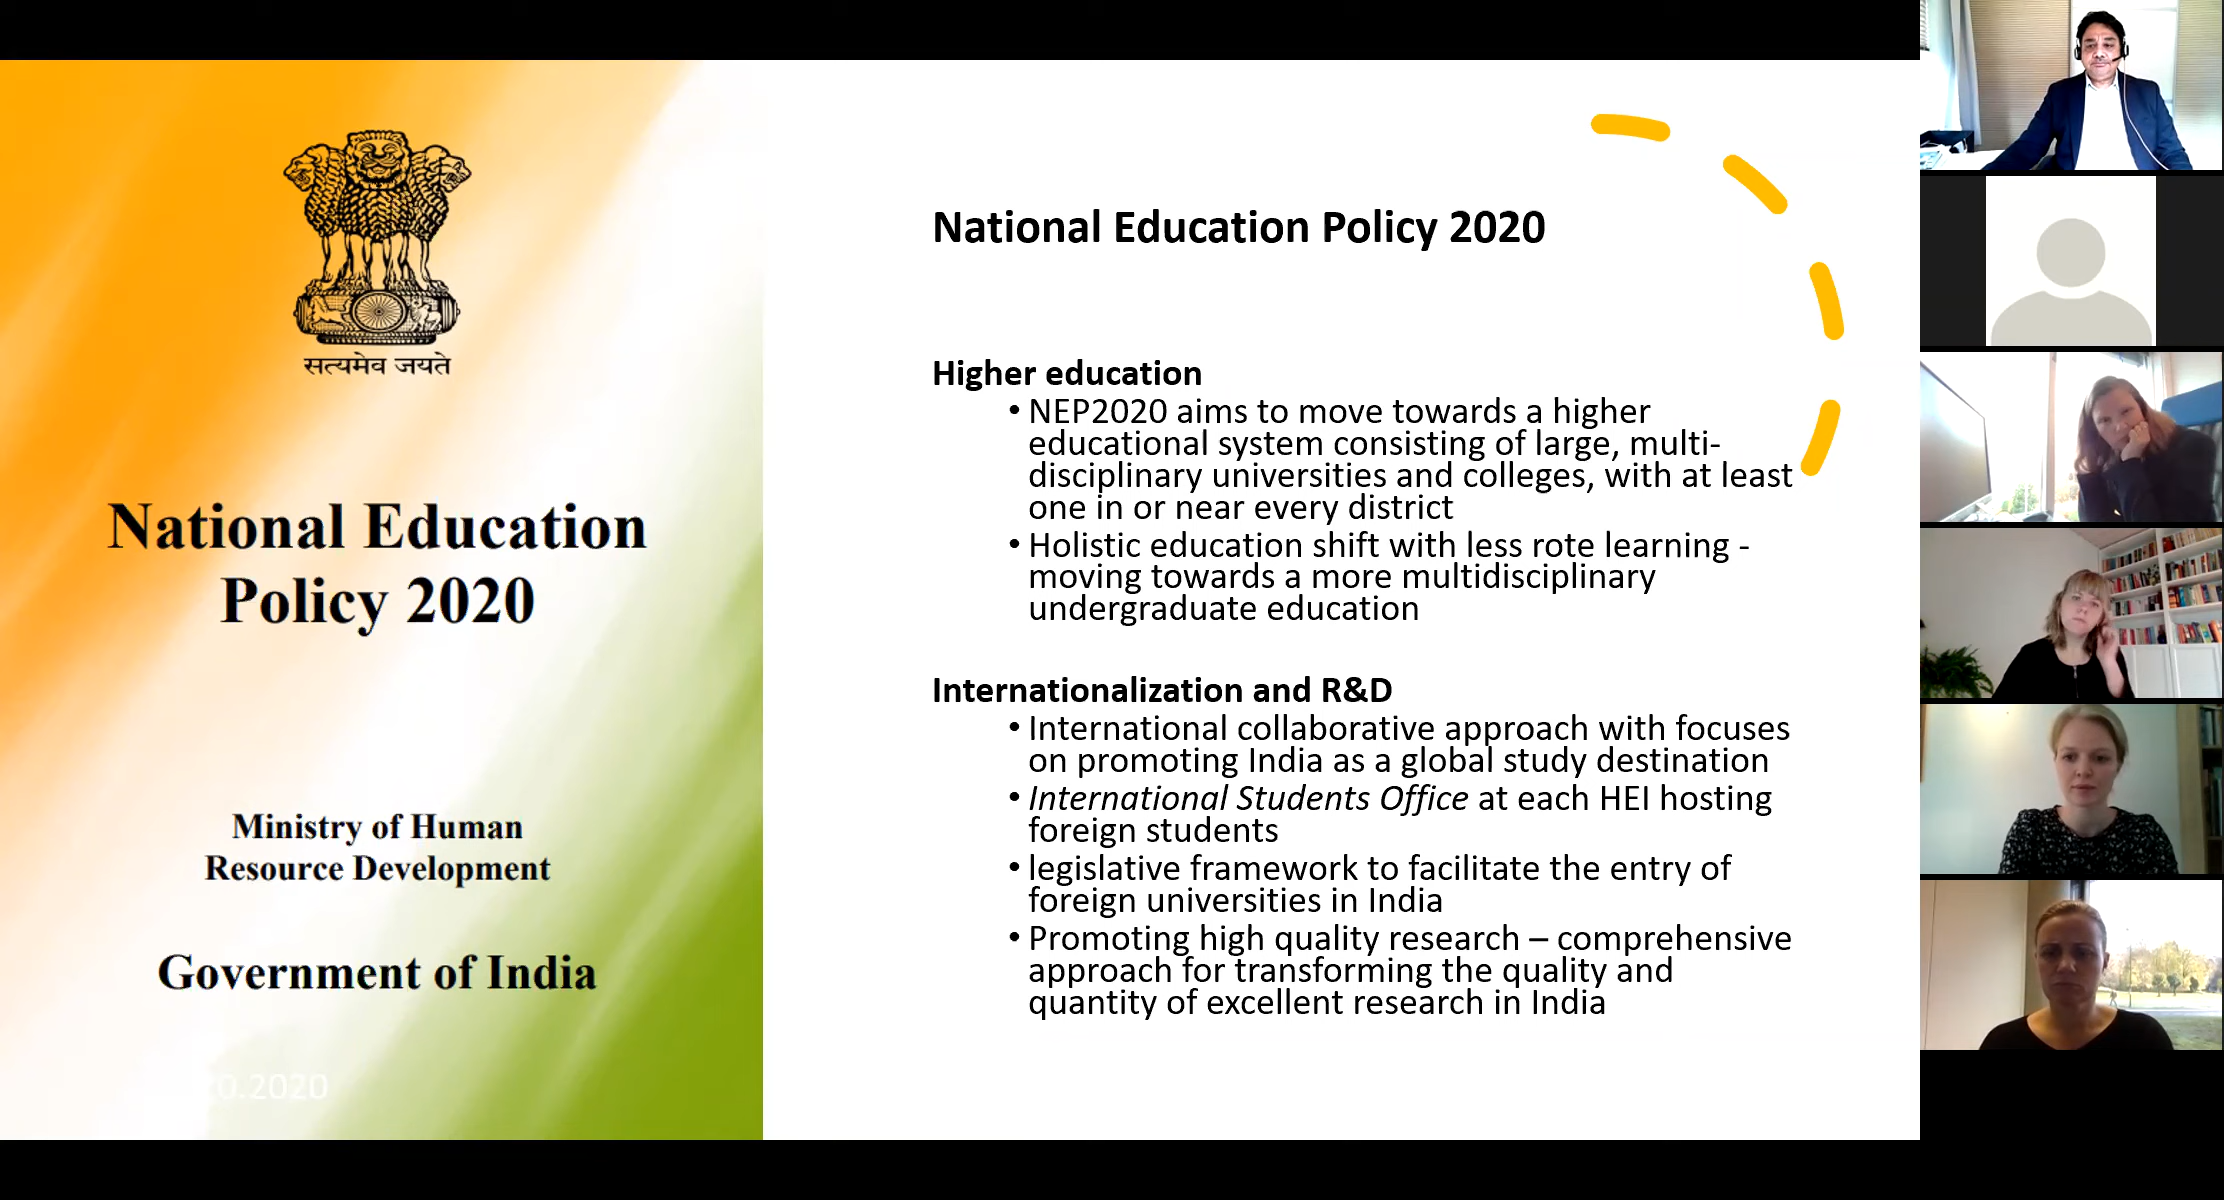 सत्यमेव जयते
National Education
Policy 2020
Ministry of Human
Resource Development
Government of India
0.2020
National Education Policy 2020
Higher education
• NEP2020 aims to move towards a higher
educational system consisting of large, multi-
disciplinary universities and colleges, with at least
one in or near every district
• Holistic education shift with less rote learning -
moving towards a more multidisciplinary
undergraduate education
Internationalization and R&D
• International collaborative approach with focuses
on promoting India as a global study destination
• International Students Office at each HEI hosting
foreign students
• legislative framework to facilitate the entry of
foreign universities in India
• Promoting high quality research – comprehensive
approach for transforming the quality and
quantity of excellent research in India